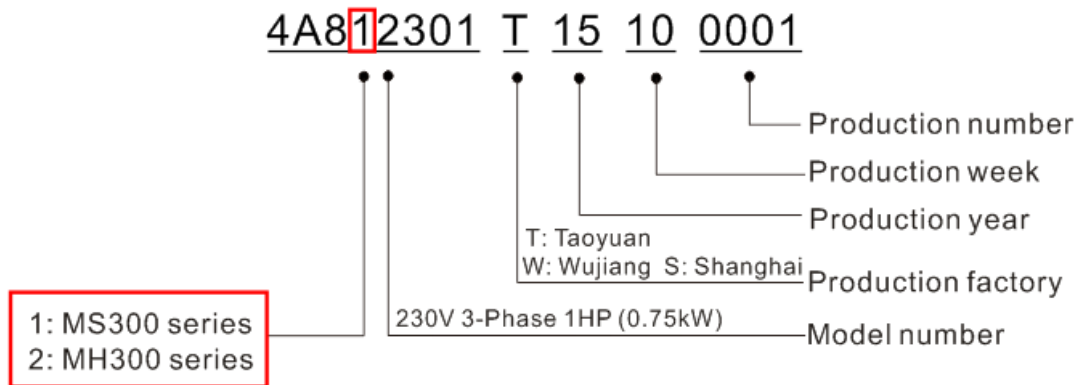 4A812301 T 15 10 0001
Production number
Production week
Production year
T: Taoyuan
W: Wujiang S: Shanghai
Production factory
1: MS300 series
2: MH300 series
230V 3-Phase 1HP (0.75kW)
Model number